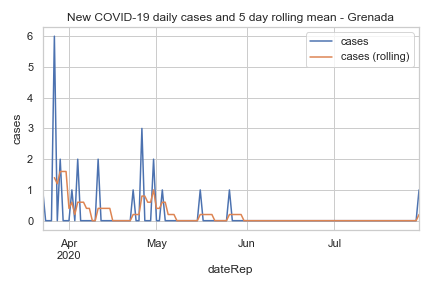 New COVID-19 daily cases and 5 day rolling mean - Grenada
cases
cases (rolling)
6
5
4
3
2
1
0
cases
Apr
2020
May
Jun
Jul
dateRep